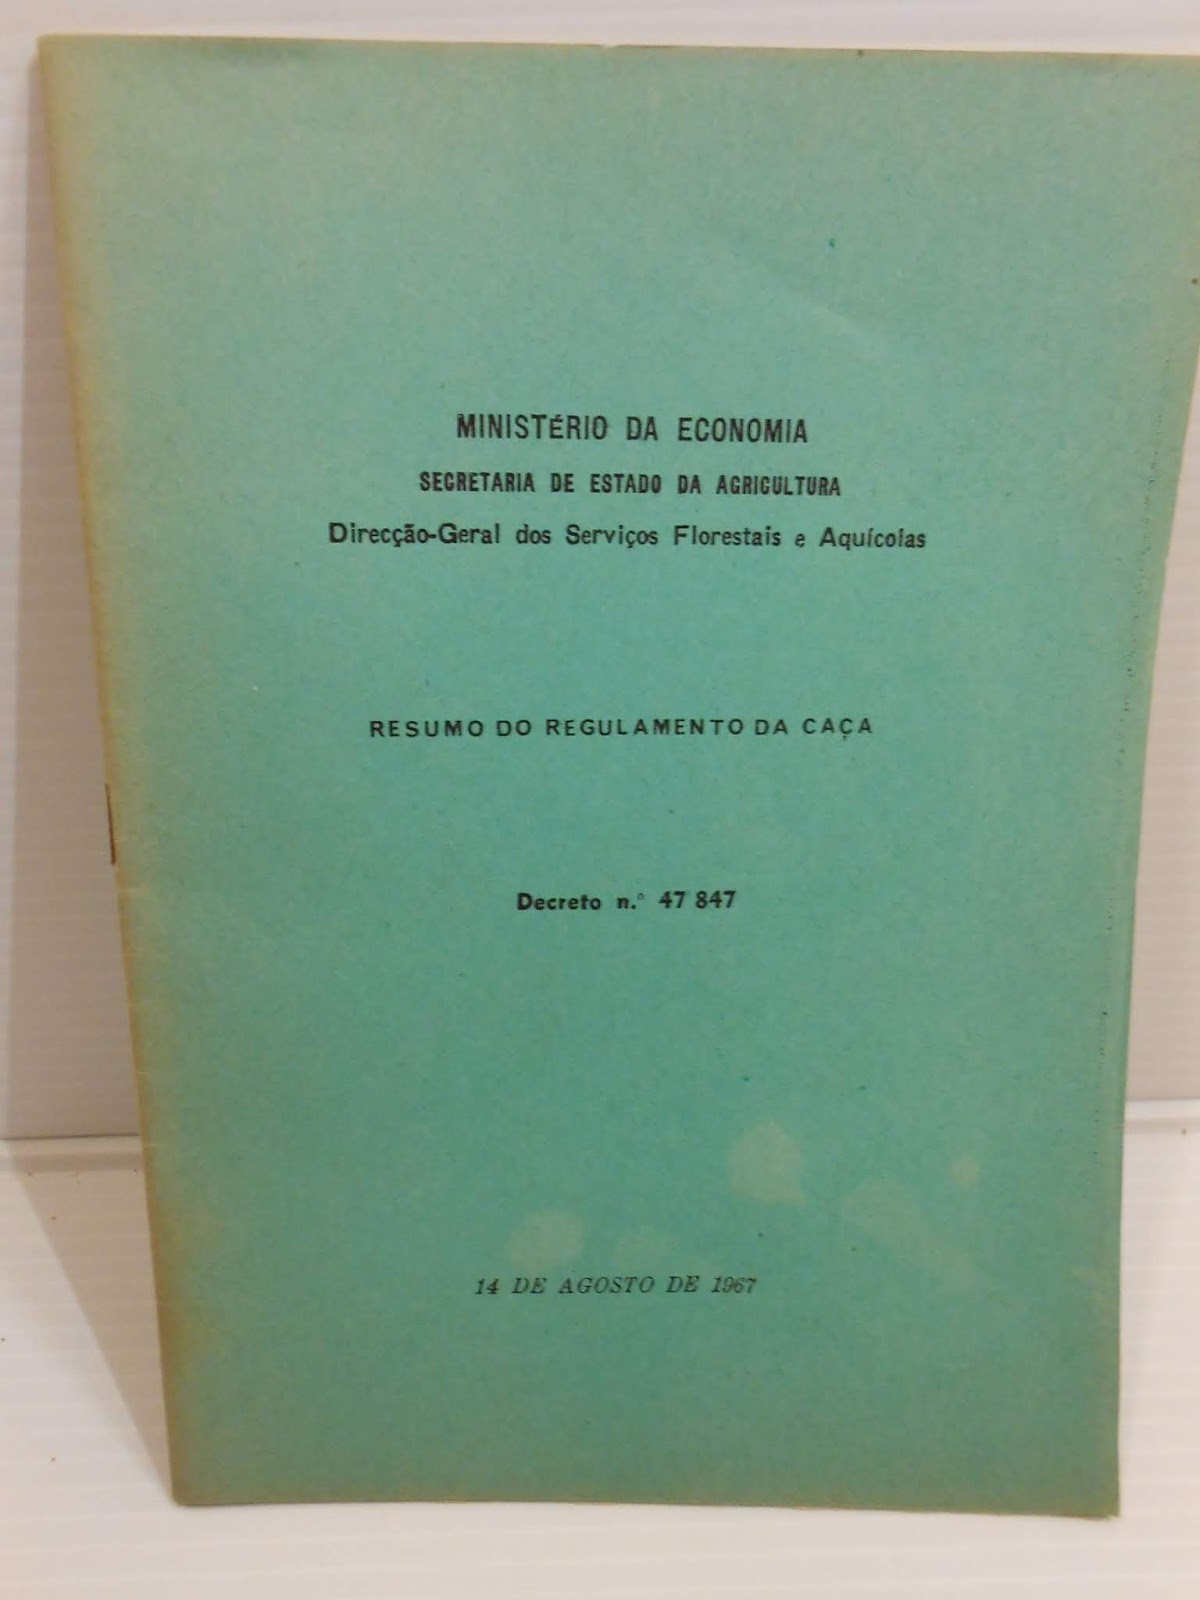 MINISTÉRIO DA ECONOMIA
SECRETARIA DE ESTADO DA AGRICULTURA
Direcção-Geral dos Serviços Florestais e Aquícolas
RESUMO DO REGULAMENTO DA CAÇA
Decreto n.º 47 847
14 DE AGOSTO DE 1967